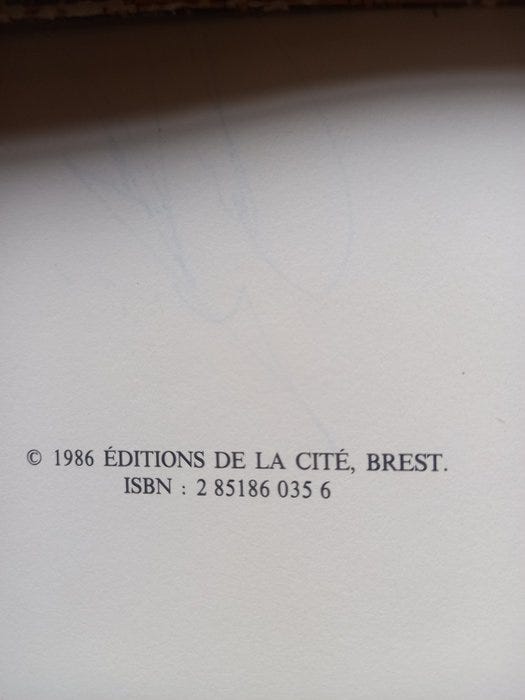 © 1986 ÉDITIONS DE LA CITÉ, BREST.
ISBN : 2 85186 035 6